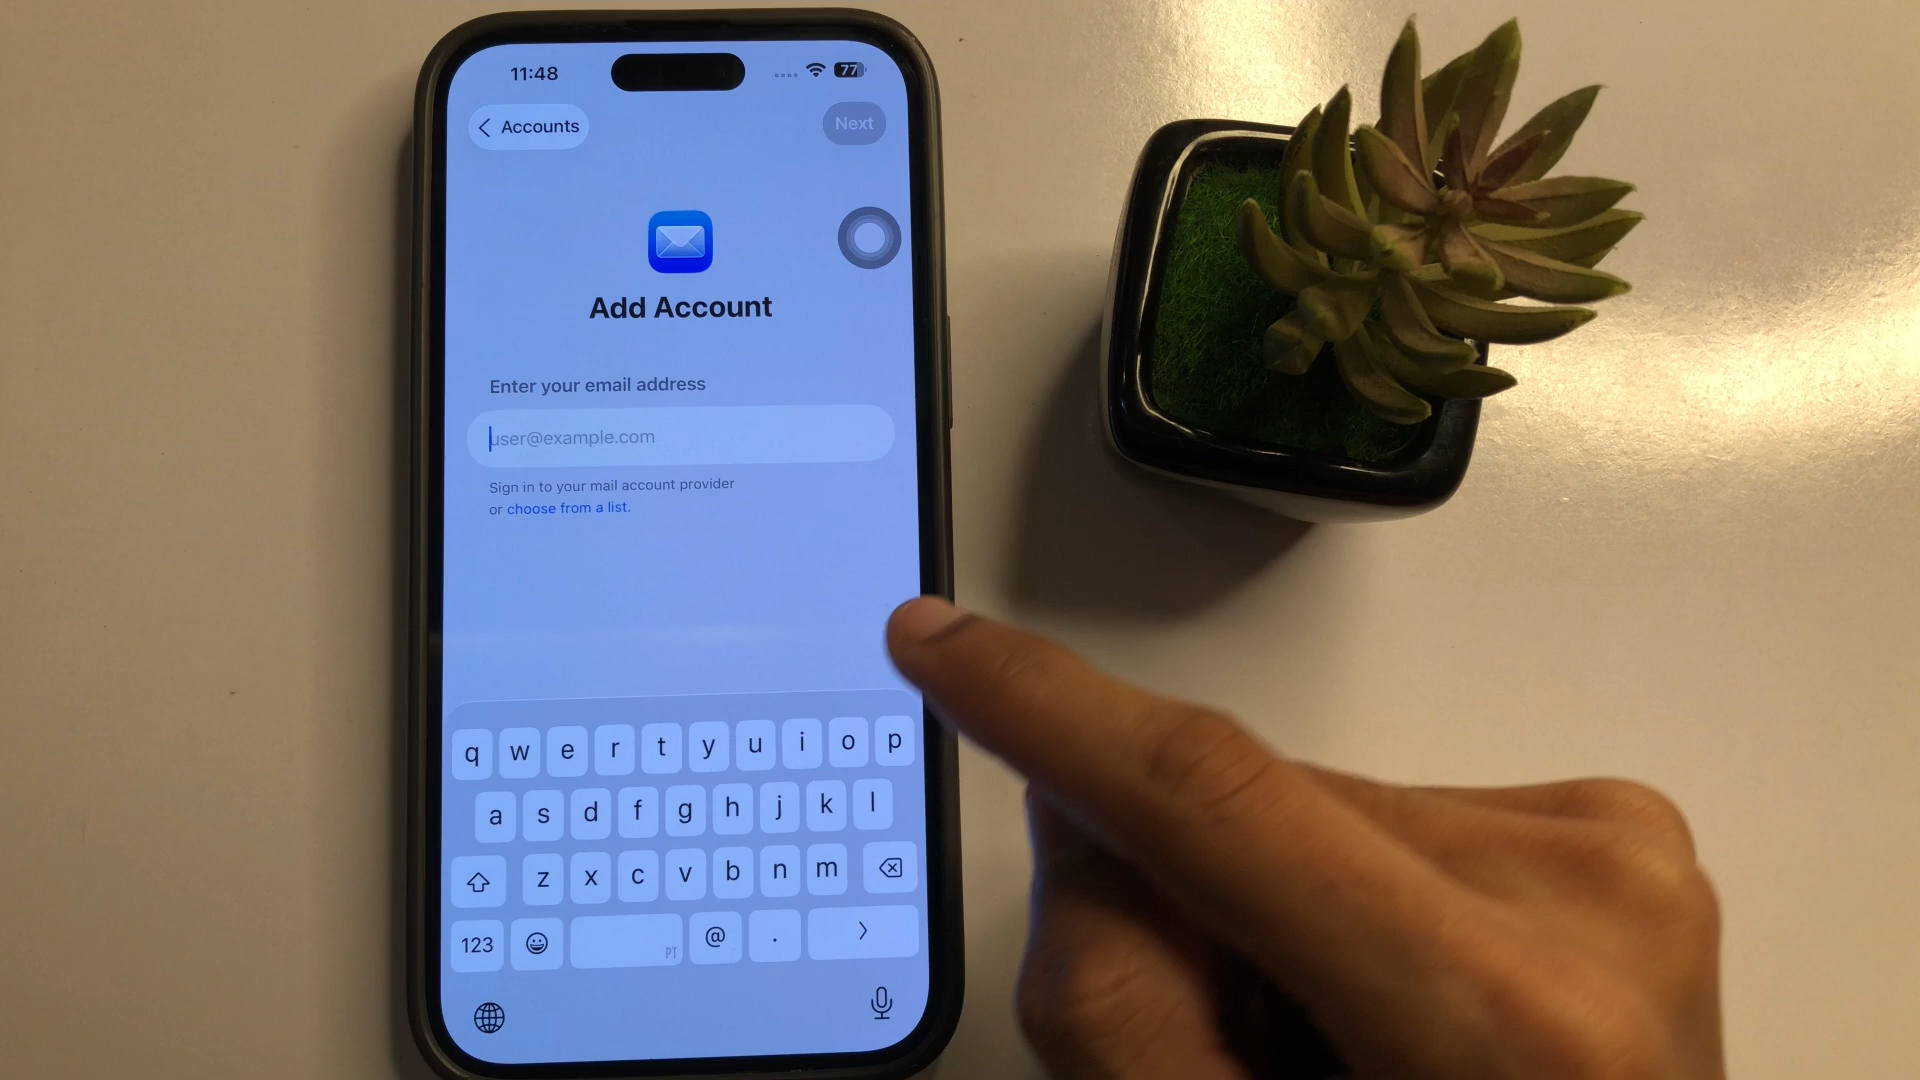 11:48
77
Accounts
Next
Add Account
Enter your email address
user@example.com
Sign in to your mail account provider
or choose from a list.
q w e r t y u i o p
a s d f g h j k l
z x c v b n m
123
PT
@ .